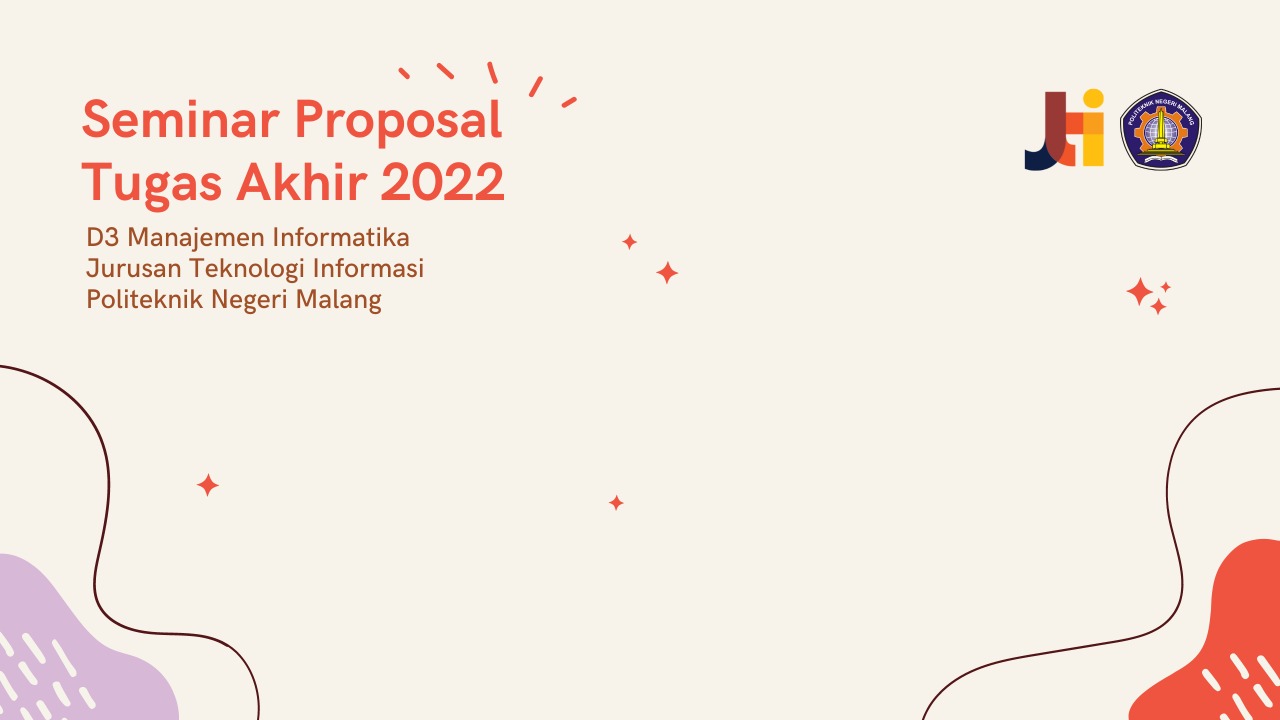 Seminar Proposal
Tugas Akhir 2022
D3 Manajemen Informatika
Jurusan Teknologi Informasi
Politeknik Negeri Malang
Jti
POLITEKNIK NEGERI MALANG